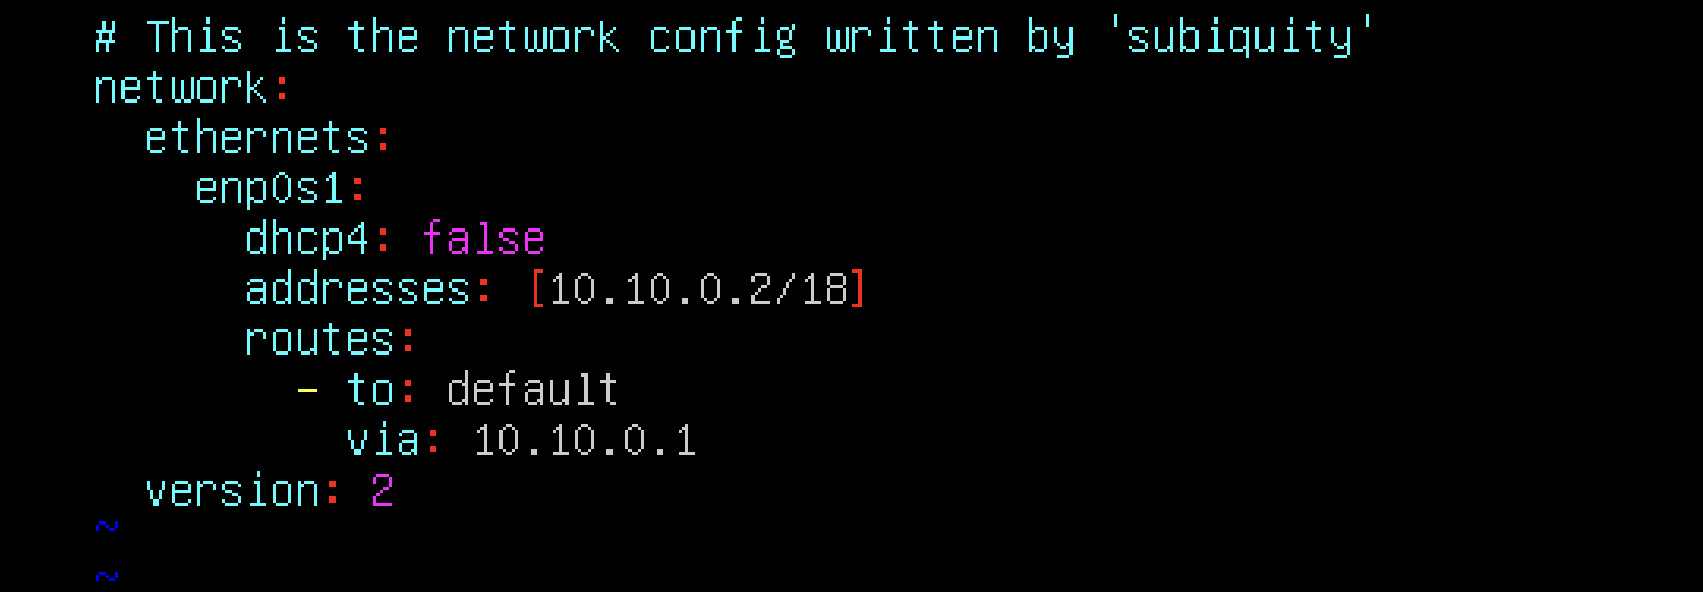 # This is the network config written by 'subiquity'
network:
  ethernets:
    enp0s1:
      dhcp4: false
      addresses: [10.10.0.2/18]
      routes:
        - to: default
          via: 10.10.0.1
  version: 2
~
~